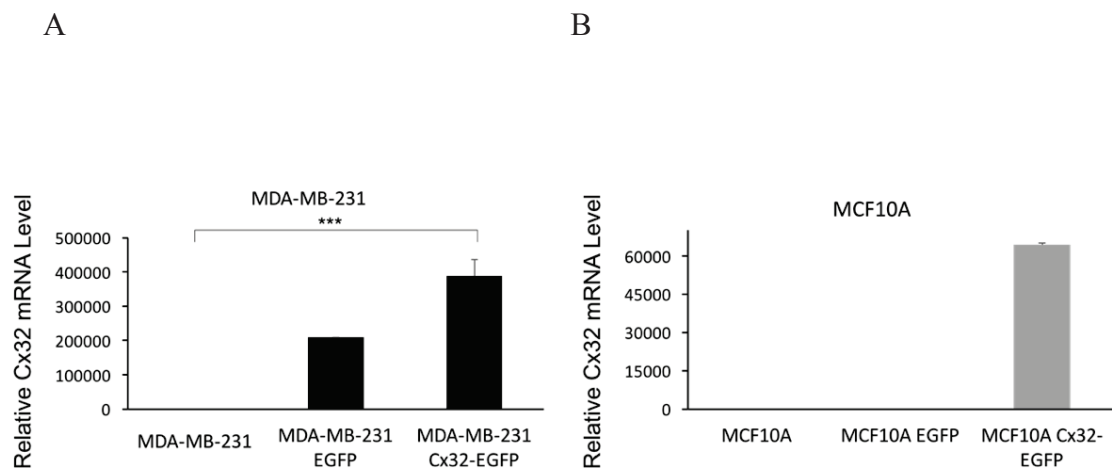 A
B
Relative Cx32 mRNA Level
MDA-MB-231
***
500000
400000
300000
200000
100000
0
MDA-MB-231
MDA-MB-231
EGFP
MDA-MB-231
Cx32-EGFP
Relative Cx32 mRNA Level
MCF10A
60000
45000
30000
15000
0
MCF10A
MCF10A EGFP
MCF10A Cx32-
EGFP